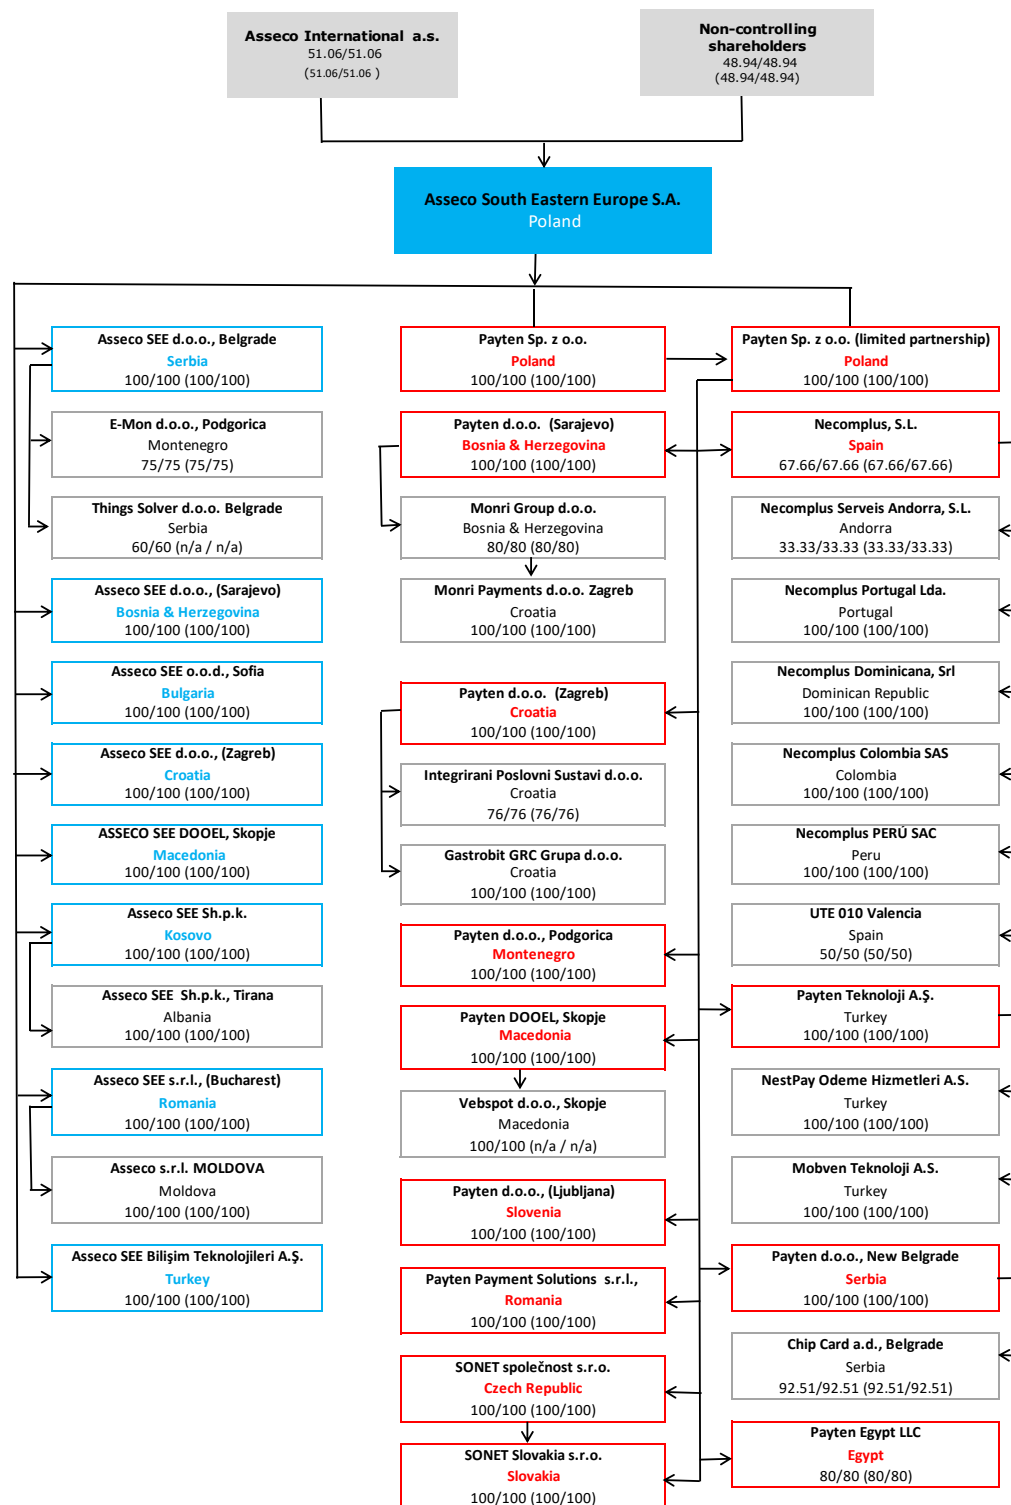 Asseco International a.s.
51.06/51.06
(51.06/51.06 )
Non-controlling
shareholders
48.94/48.94
(48.94/48.94)
Asseco South Eastern Europe S.A.
Poland
Asseco SEE d.o.o., Belgrade
Serbia
100/100 (100/100)
E-Mon d.o.o., Podgorica
Montenegro
75/75 (75/75)
Things Solver d.o.o. Belgrade
Serbia
60/60 (n/a / n/a)
Asseco SEE d.o.o., (Sarajevo)
Bosnia & Herzegovina
100/100 (100/100)
Asseco SEE o.o.d., Sofia
Bulgaria
100/100 (100/100)
Asseco SEE d.o.o., (Zagreb)
Croatia
100/100 (100/100)
ASSECO SEE DOOEL, Skopje
Macedonia
100/100 (100/100)
Asseco SEE Sh.p.k.
Kosovo
100/100 (100/100)
Asseco SEE  Sh.p.k., Tirana
Albania
100/100 (100/100)
Asseco SEE s.r.l., (Bucharest)
Romania
100/100 (100/100)
Asseco s.r.l. MOLDOVA
Moldova
100/100 (100/100)
Asseco SEE Bilişim Teknolojileri A.Ş.
Turkey
100/100 (100/100)
Payten Sp. z o.o.
Poland
100/100 (100/100)
Payten d.o.o.  (Sarajevo)
Bosnia & Herzegovina
100/100 (100/100)
Monri Group d.o.o.
Bosnia & Herzegovina
80/80 (80/80)
Monri Payments d.o.o. Zagreb
Croatia
100/100 (100/100)
Payten d.o.o.  (Zagreb)
Croatia
100/100 (100/100)
Integrirani Poslovni Sustavi d.o.o.
Croatia
76/76 (76/76)
Gastrobit GRC Grupa d.o.o.
Croatia
100/100 (100/100)
Payten d.o.o., Podgorica
Montenegro
100/100 (100/100)
Payten DOOEL, Skopje
Macedonia
100/100 (100/100)
Vebspot d.o.o., Skopje
Macedonia
100/100 (n/a / n/a)
Payten d.o.o., (Ljubljana)
Slovenia
100/100 (100/100)
Payten Payment Solutions  s.r.l.,
Romania
100/100 (100/100)
SONET společnost s.r.o.
Czech Republic
100/100 (100/100)
SONET Slovakia s.r.o.
Slovakia
100/100 (100/100)
Payten Sp. z o.o. (limited partnership)
Poland
100/100 (100/100)
Necomplus, S.L.
Spain
67.66/67.66 (67.66/67.66)
Necomplus Serveis Andorra, S.L.
Andorra
33.33/33.33 (33.33/33.33)
Necomplus Portugal Lda.
Portugal
100/100 (100/100)
Necomplus Dominicana, Srl
Dominican Republic
100/100 (100/100)
Necomplus Colombia SAS
Colombia
100/100 (100/100)
Necomplus PERÚ SAC
Peru
100/100 (100/100)
UTE 010 Valencia
Spain
50/50 (50/50)
Payten Teknoloji A.Ş.
Turkey
100/100 (100/100)
NestPay Odeme Hizmetleri A.S.
Turkey
100/100 (100/100)
Mobven Teknoloji A.S.
Turkey
100/100 (100/100)
Payten d.o.o., New Belgrade
Serbia
100/100 (100/100)
Chip Card a.d., Belgrade
Serbia
92.51/92.51 (92.51/92.51)
Payten Egypt LLC
Egypt
80/80 (80/80)